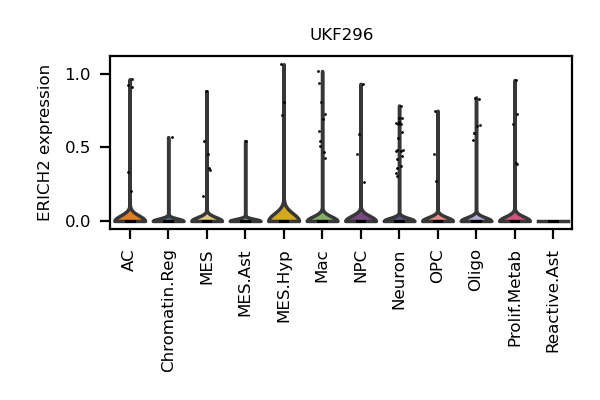 UKF296
ERICH2 expression
1.0
0.5
0.0
AC
Chromatin.Reg
MES
MES.Ast
MES.Hyp
Mac
NPC
Neuron
OPC
Oligo
Prolif.Metab
Reactive.Ast